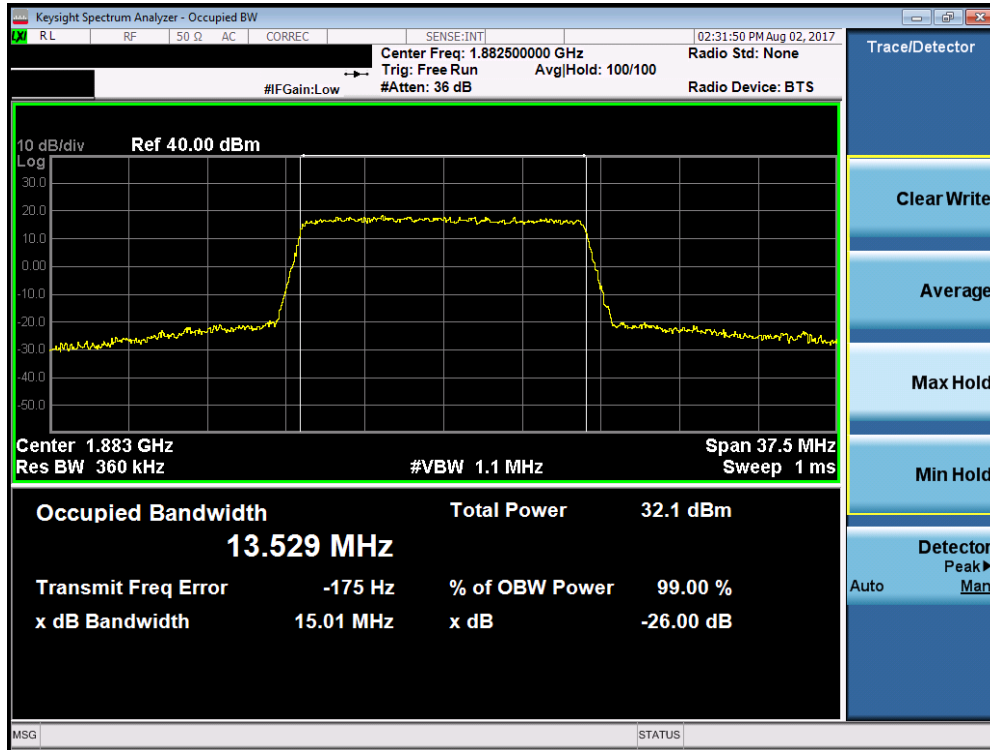 Keysight Spectrum Analyzer - Occupied BW
LXI RL RF 50 Ω AC CORREC SENSE:INT 02:31:50 PM Aug 02, 2017
Center Freq: 1.882500000 GHz Radio Std: None
Trig: Free Run Avg|Hold: 100/100
#IFGain:Low #Atten: 36 dB Radio Device: BTS
Trace/Detector
10 dB/div Ref 40.00 dBm
Log
30.0
20.0
10.0
0.00
-10.0
-20.0
-30.0
-40.0
-50.0
Center 1.883 GHz Span 37.5 MHz
Res BW 360 kHz #VBW 1.1 MHz Sweep 1 ms
Occupied Bandwidth Total Power 32.1 dBm
13.529 MHz
Transmit Freq Error -175 Hz % of OBW Power 99.00 %
x dB Bandwidth 15.01 MHz x dB -26.00 dB
Clear Write
Average
Max Hold
Min Hold
Detector
Peak▶
Auto Man
MSG STATUS